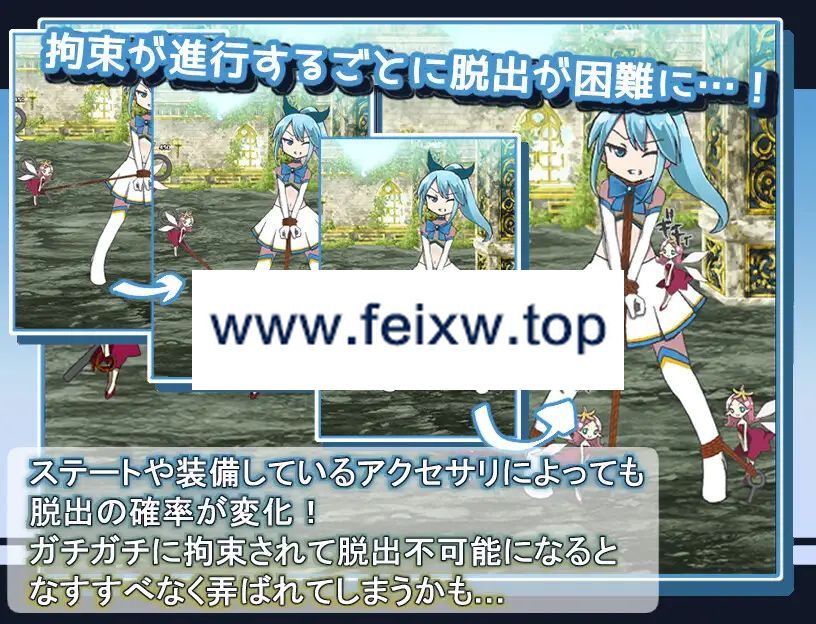 拘束が進行するごとに脱出が困難に…！
ギチィ
www.feixw.top
ステートや装備しているアクセサリによっても
脱出の確率が変化！
ガチガチに拘束されて脱出不可能になると
なすすべなく弄ばれてしまうかも…